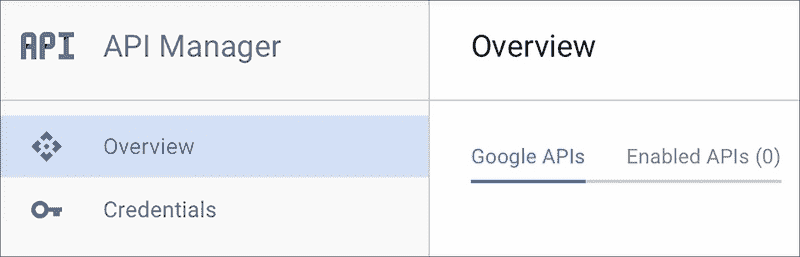 API API Manager
Overview
Credentials
Overview
Google APIs Enabled APIs (0)